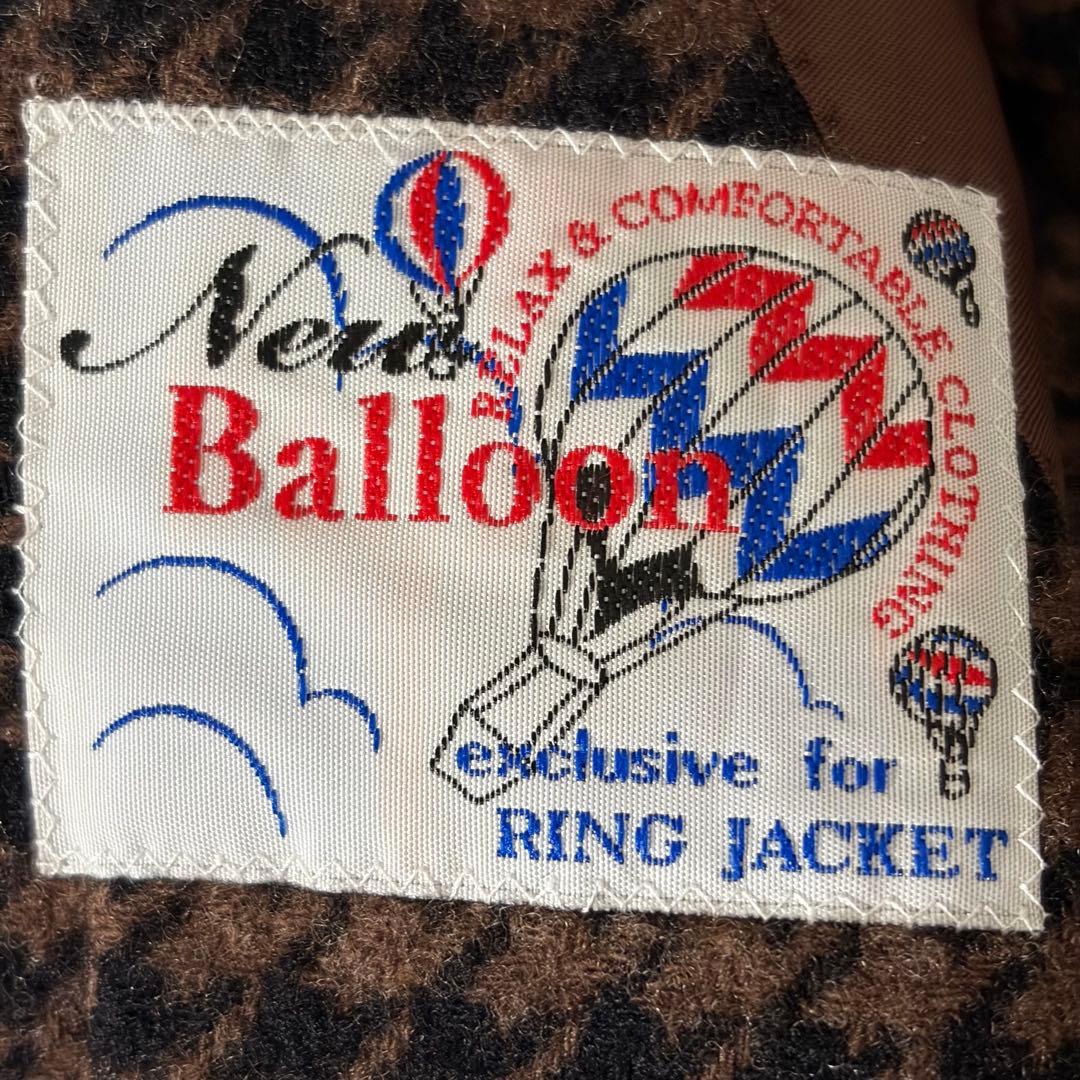 New
Balloon
RELAX & COMFORTABLE CLOTHING
exclusive for
RING JACKET